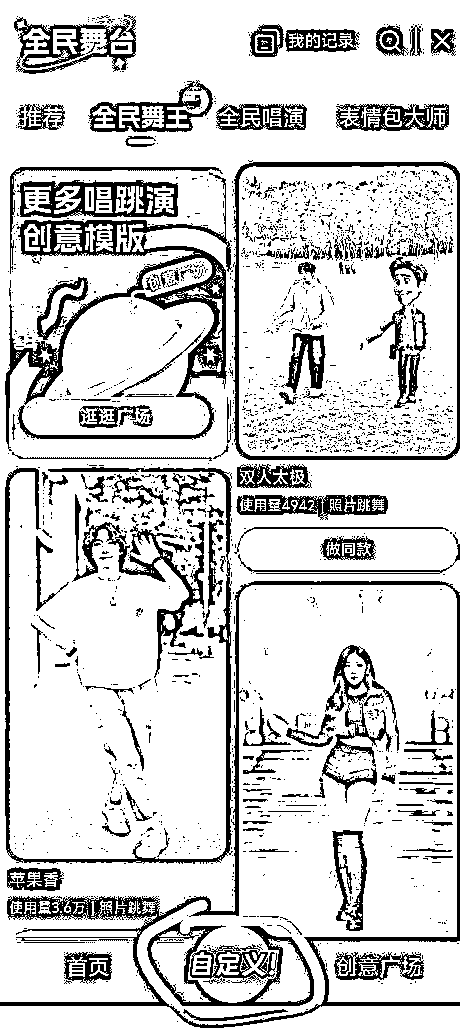 全民舞台
我的记录
推荐 全民舞王 全民唱演 表情包大师
更多唱跳演
创意模版
创意广场
逛逛广场
双人太极
使用量4942 | 照片跳舞
做同款
苹果香
使用量3.6万 | 照片跳舞
首页 自定义! 创意广场